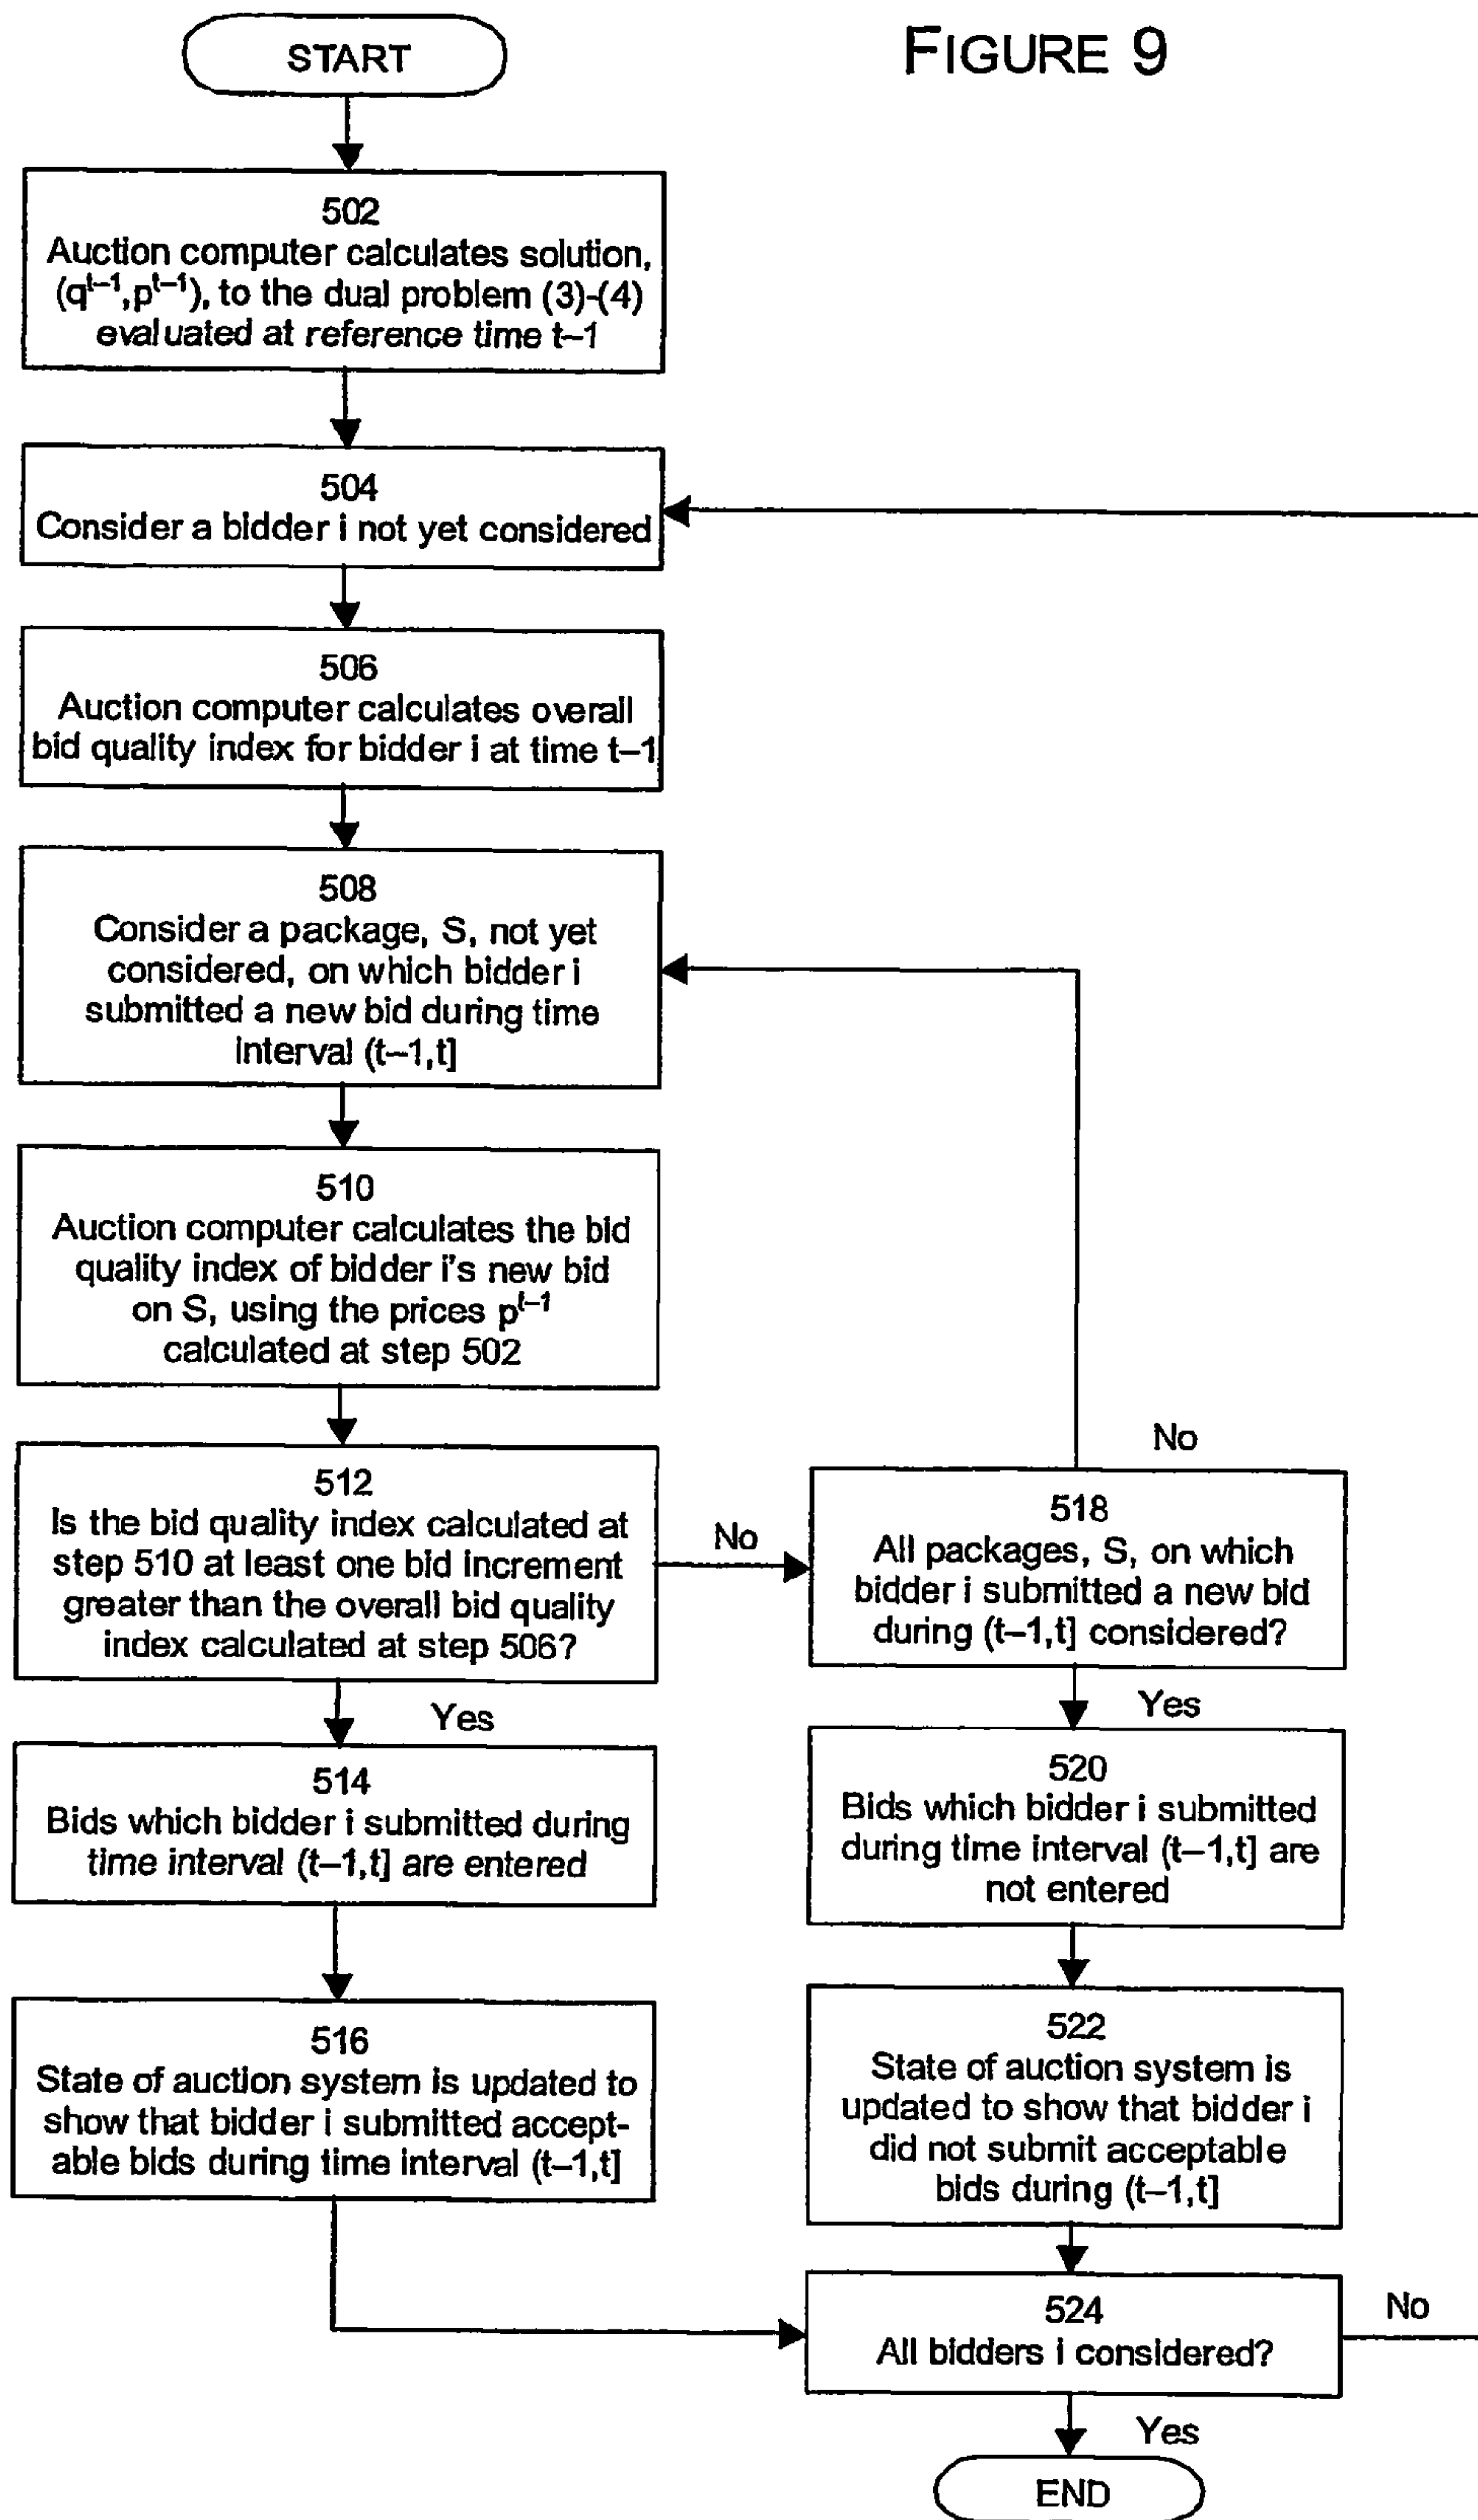 FIGURE 9
START
502
Auction computer calculates solution,
(qᵗ⁻¹,pᵗ⁻¹), to the dual problem (3)-(4)
evaluated at reference time t–1
504
Consider a bidder i not yet considered
506
Auction computer calculates overall
bid quality index for bidder i at time t–1
508
Consider a package, S, not yet
considered, on which bidder i
submitted a new bid during time
interval (t–1,t]
510
Auction computer calculates the bid
quality index of bidder i's new bid
on S, using the prices pᵗ⁻¹
calculated at step 502
512
Is the bid quality index calculated at
step 510 at least one bid increment
greater than the overall bid quality
index calculated at step 506?
No
Yes
514
Bids which bidder i submitted during
time interval (t–1,t] are entered
516
State of auction system is updated to
show that bidder i submitted accept-
able bids during time interval (t–1,t]
No
518
All packages, S, on which
bidder i submitted a new bid
during (t–1,t] considered?
Yes
520
Bids which bidder i submitted
during time interval (t–1,t] are
not entered
522
State of auction system is
updated to show that bidder i
did not submit acceptable
bids during (t–1,t]
524
All bidders i considered?
No
Yes
END